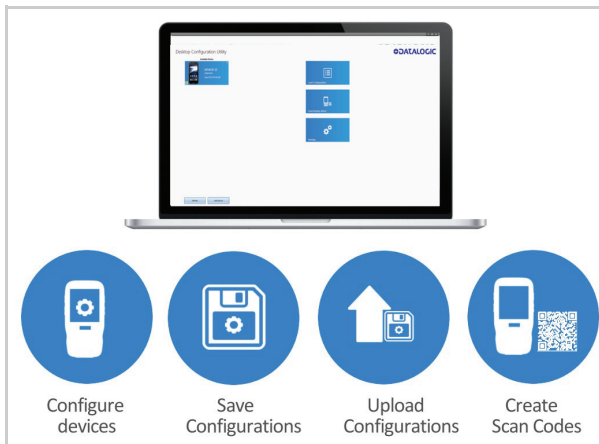 Desktop Configuration Utility
DATALOGIC
Configure
devices
Save
Configurations
Upload
Configurations
Create
Scan Codes